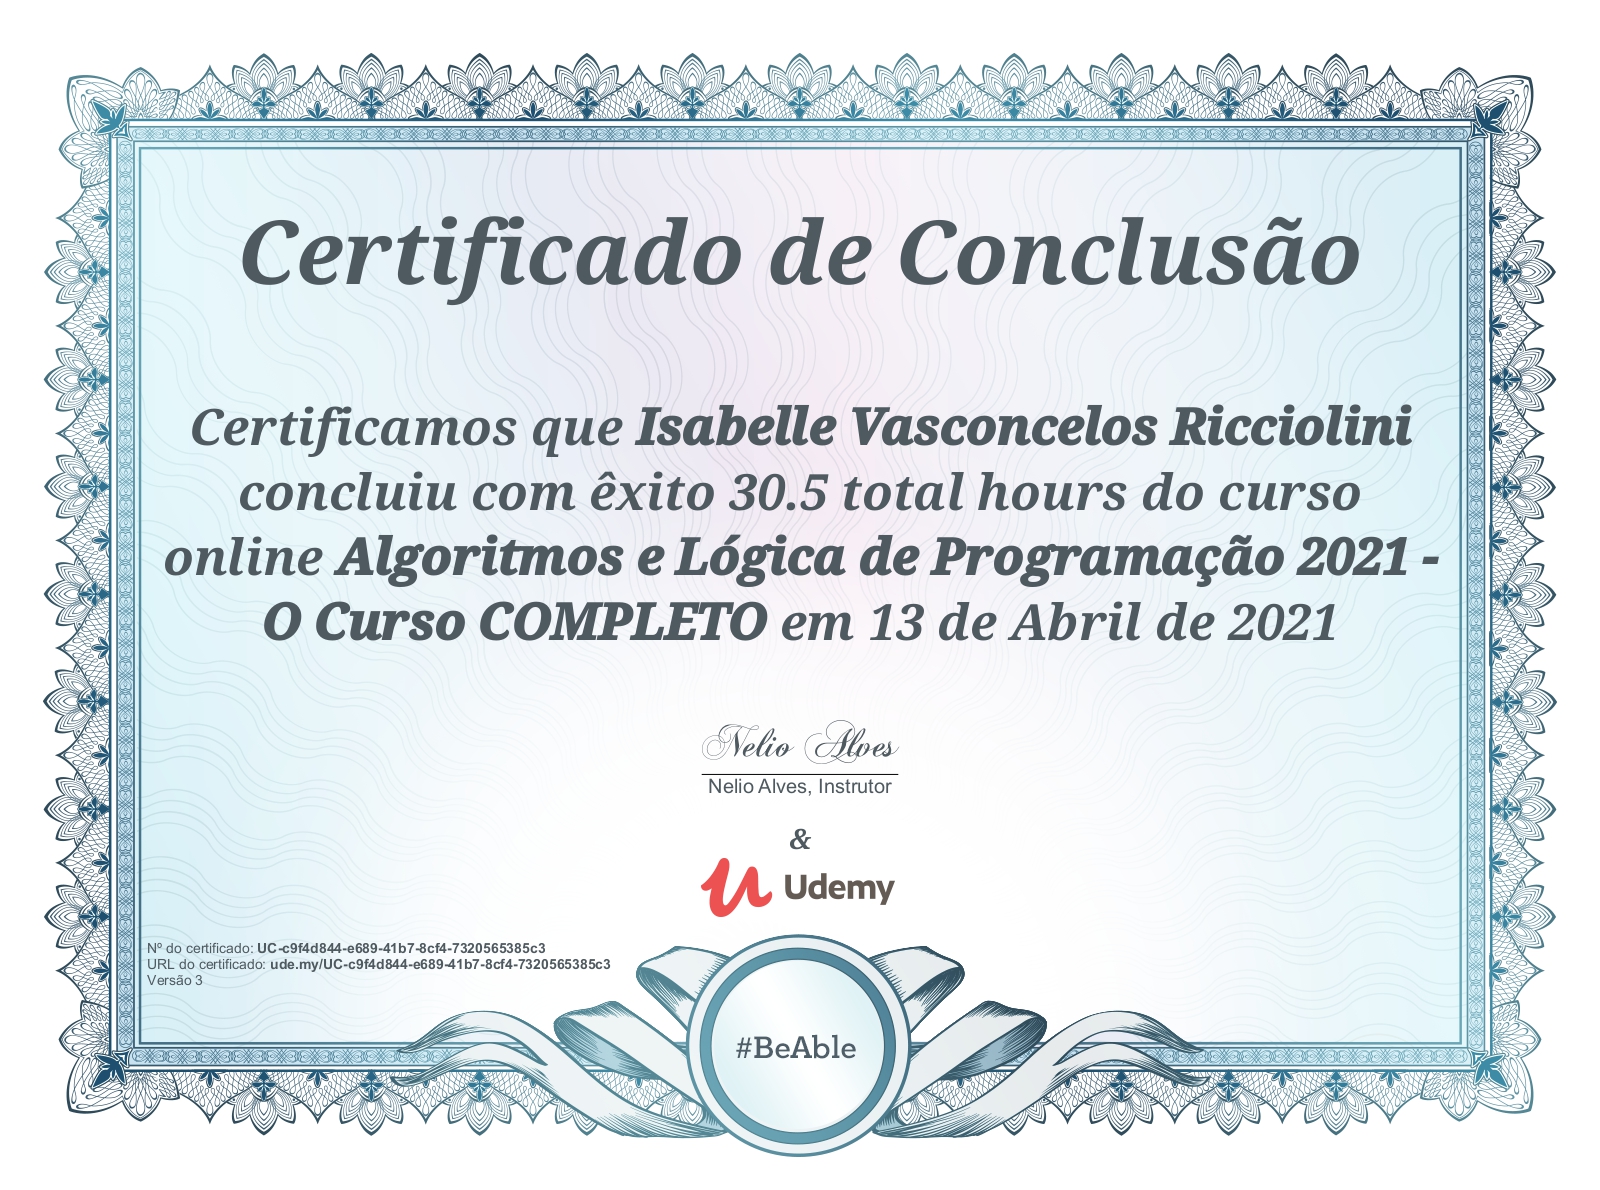 Certificado de Conclusão
Certificamos que Isabelle Vasconcelos Ricciolini
concluiu com êxito 30.5 total hours do curso
online Algoritmos e Lógica de Programação 2021 -
O Curso COMPLETO em 13 de Abril de 2021
Nelio Alves
Nelio Alves, Instrutor
&
Udemy
Nº do certificado: UC-c9f4d844-e689-41b7-8cf4-7320565385c3
URL do certificado: ude.my/UC-c9f4d844-e689-41b7-8cf4-7320565385c3
Versão 3
#BeAble